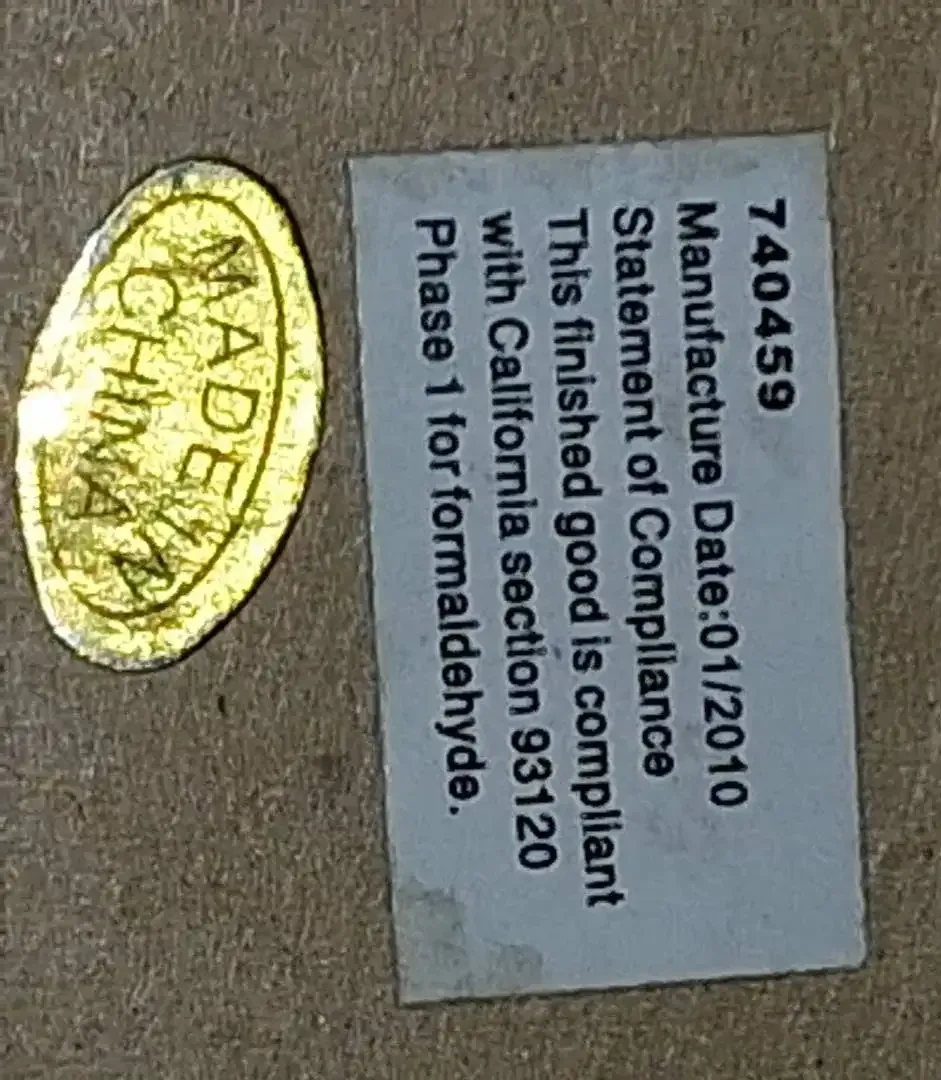 740459
Manufacture Date:01/2010
Statement of Compliance
This finished good is compliant
with California section 93120
Phase 1 for formaldehyde.
MADE IN
CHINA